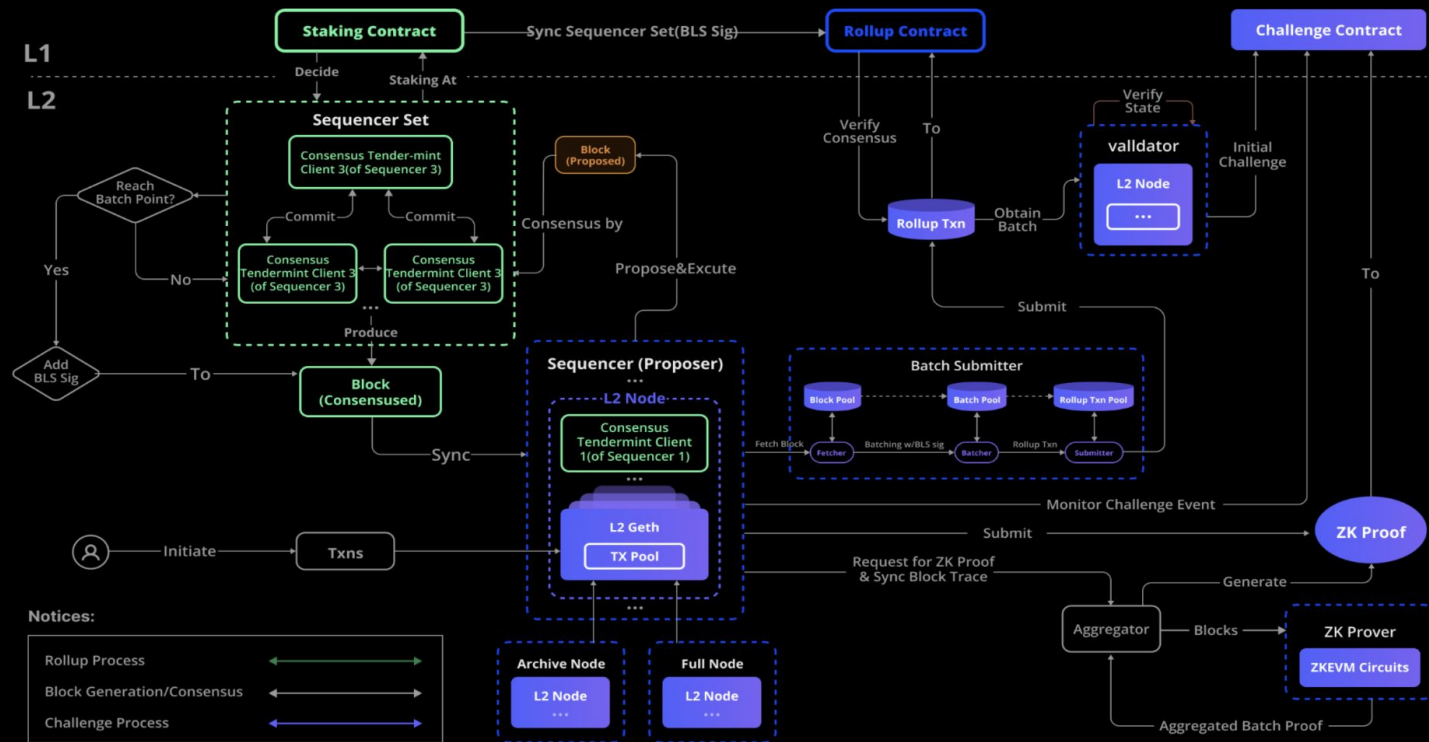 Staking Contract
Sync Sequencer Set(BLS Sig)
Rollup Contract
Challenge Contract
L1
Decide
Staking At
L2
Sequencer Set
Consensus Tender-mint
Client 3(of Sequencer 3)
Commit
Commit
Consensus
Tendermint Client 3
(of Sequencer 3)
Consensus
Tendermint Client 3
(of Sequencer 3)
...
Produce
Reach
Batch Point?
Yes
No
Add
BLS Sig
To
Block
(Consensused)
Sync
Block
(Proposed)
Consensus by
Propose&Excute
Verify
Consensus
To
Rollup Txn
Obtain
Batch
Verify
State
valldator
L2 Node
...
Initial
Challenge
To
Submit
Sequencer (Proposer)
...
L2 Node
Consensus
Tendermint Client
1(of Sequencer 1)
...
L2 Geth
TX Pool
...
Batch Submitter
Block Pool
Batch Pool
Rollup Txn Pool
Fetch Block
Fetcher
Batching w/BLS sig
Batcher
Rollup Txn
Submitter
Monitor Challenge Event
Submit
ZK Proof
Request for ZK Proof
& Sync Block Trace
Generate
Initiate
Txns
Aggregator
Blocks
ZK Prover
ZKEVM Circuits
Aggregated Batch Proof
Archive Node
L2 Node
...
Full Node
L2 Node
...
Notices:
Rollup Process
Block Generation/Consensus
Challenge Process